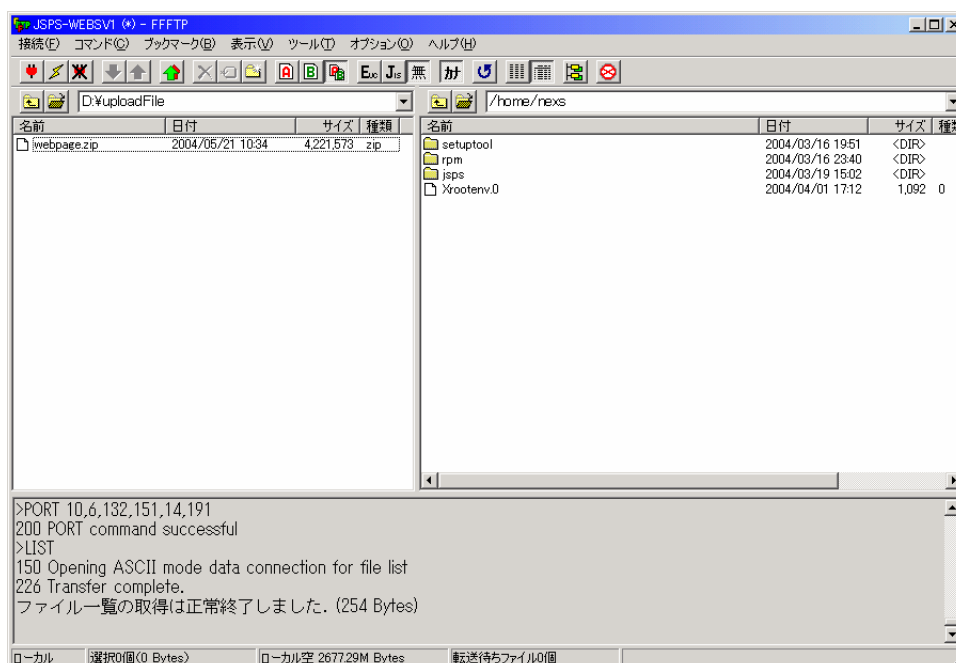 JSPS-WEBSV1 (*) - FFFTP
接続(F) コマンド(C) ブックマーク(B) 表示(V) ツール(T) オプション(O) ヘルプ(H)
A B Euc Jis 無 カナ
D:¥uploadFile
/home/nexs
名前 日付 サイズ 種類
webpage.zip 2004/05/21 10:34 4,221,573 zip
名前 日付 サイズ 種
setuptool 2004/03/16 19:51 <DIR>
rpm 2004/03/16 23:40 <DIR>
jsps 2004/03/19 15:02 <DIR>
Xrootenv.0 2004/04/01 17:12 1,092 0
>PORT 10,6,132,151,14,191
200 PORT command successful
>LIST
150 Opening ASCII mode data connection for file list
226 Transfer complete.
ファイル一覧の取得は正常終了しました. (254 Bytes)
ローカル 選択0個(0 Bytes) ローカル空 2677.29M Bytes 転送待ちファイル0個